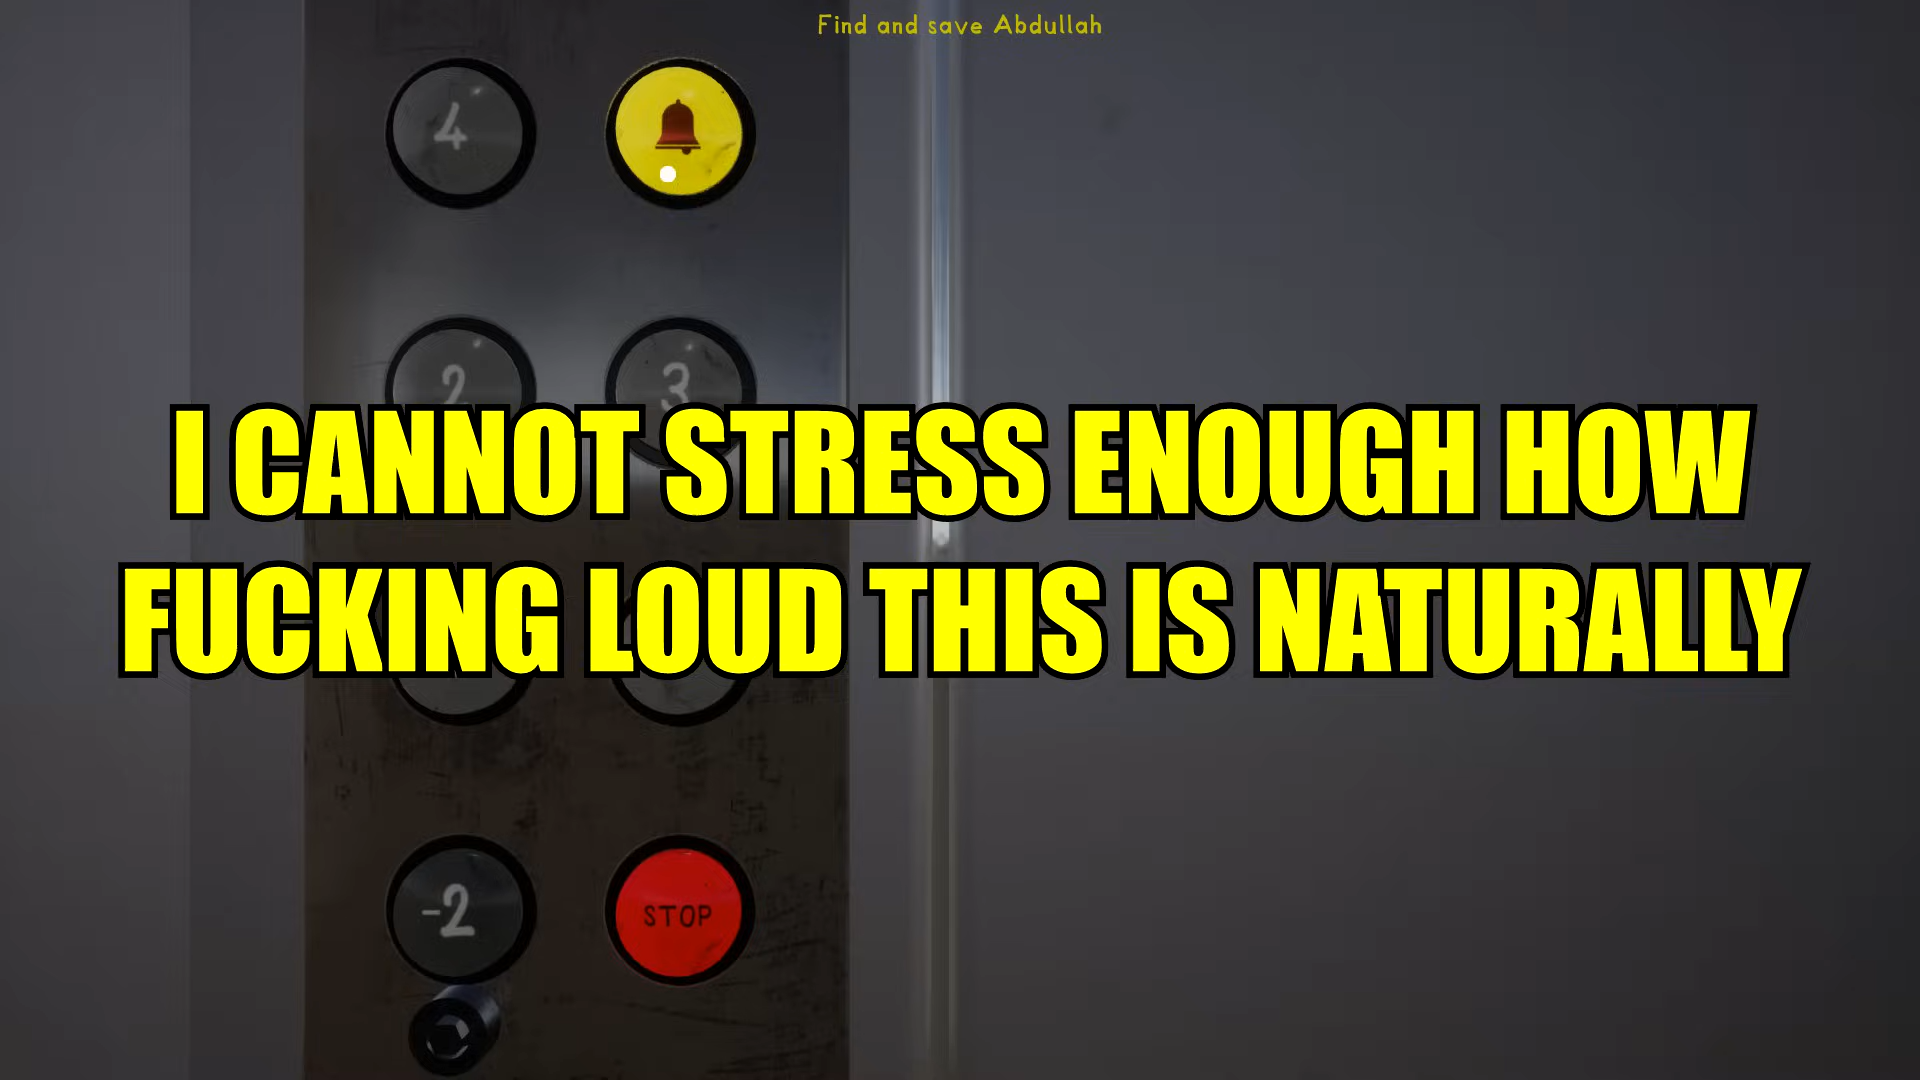 Find and save Abdullah
4
2 3
I CANNOT STRESS ENOUGH HOW
FUCKING LOUD THIS IS NATURALLY
-2 STOP